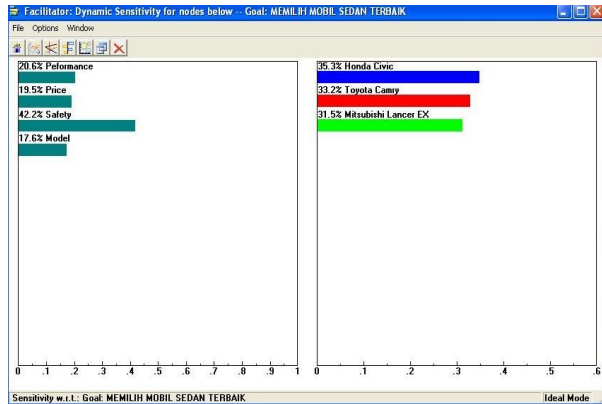 Facilitator: Dynamic Sensitivity for nodes below -- Goal: MEMILIH MOBIL SEDAN TERBAIK
File Options Window
20.6% Peformance
19.5% Price
42.2% Safety
17.6% Model
0 .1 .2 .3 .4 .5 .6 .7 .8 .9 1
35.3% Honda Civic
33.2% Toyota Camry
31.5% Mitsubishi Lancer EX
0 .1 .2 .3 .4 .5 .6
Sensitivity w.r.t.: Goal: MEMILIH MOBIL SEDAN TERBAIK Ideal Mode